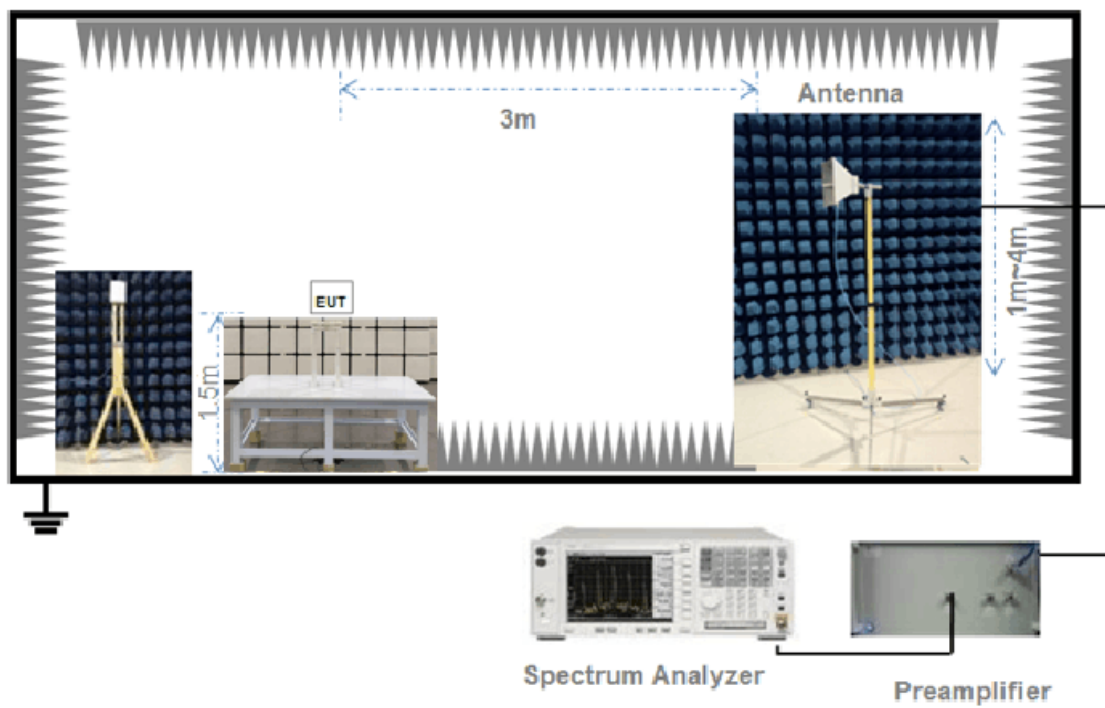 3m
Antenna
1m~4m
EUT
1.5m
Spectrum Analyzer
Preamplifier